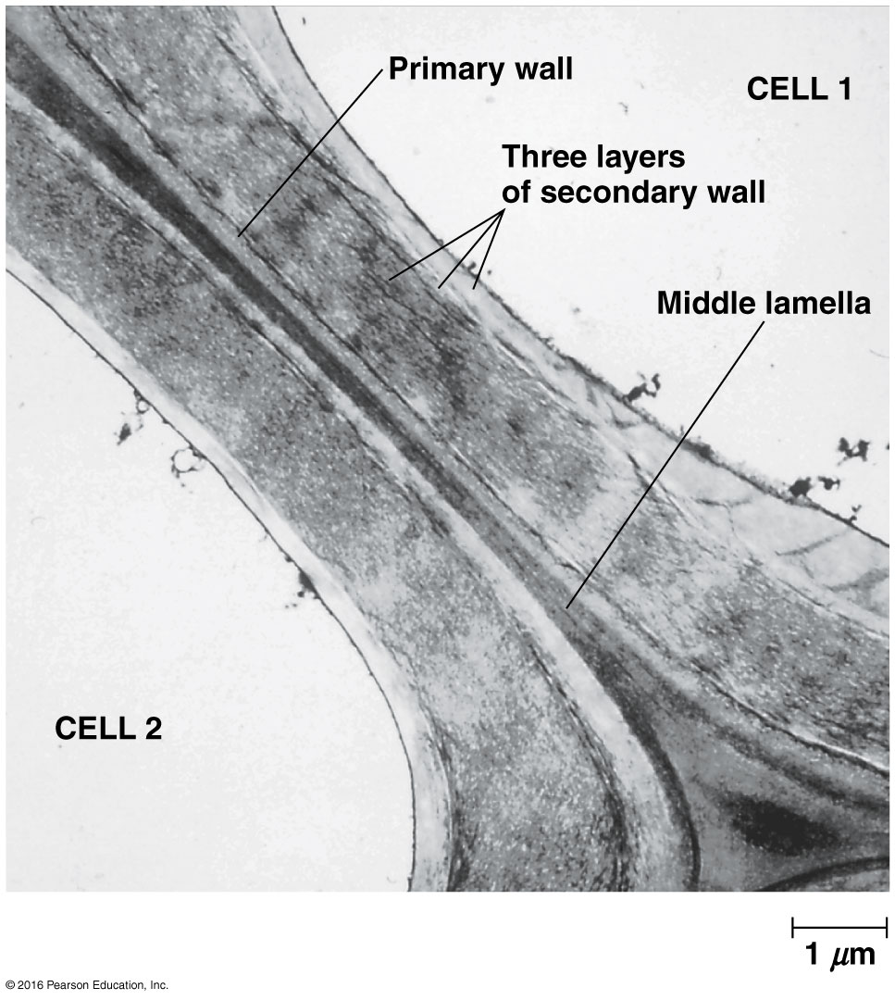 Primary wall
CELL 1
Three layers
of secondary wall
Middle lamella
CELL 2
1 μm
© 2016 Pearson Education, Inc.